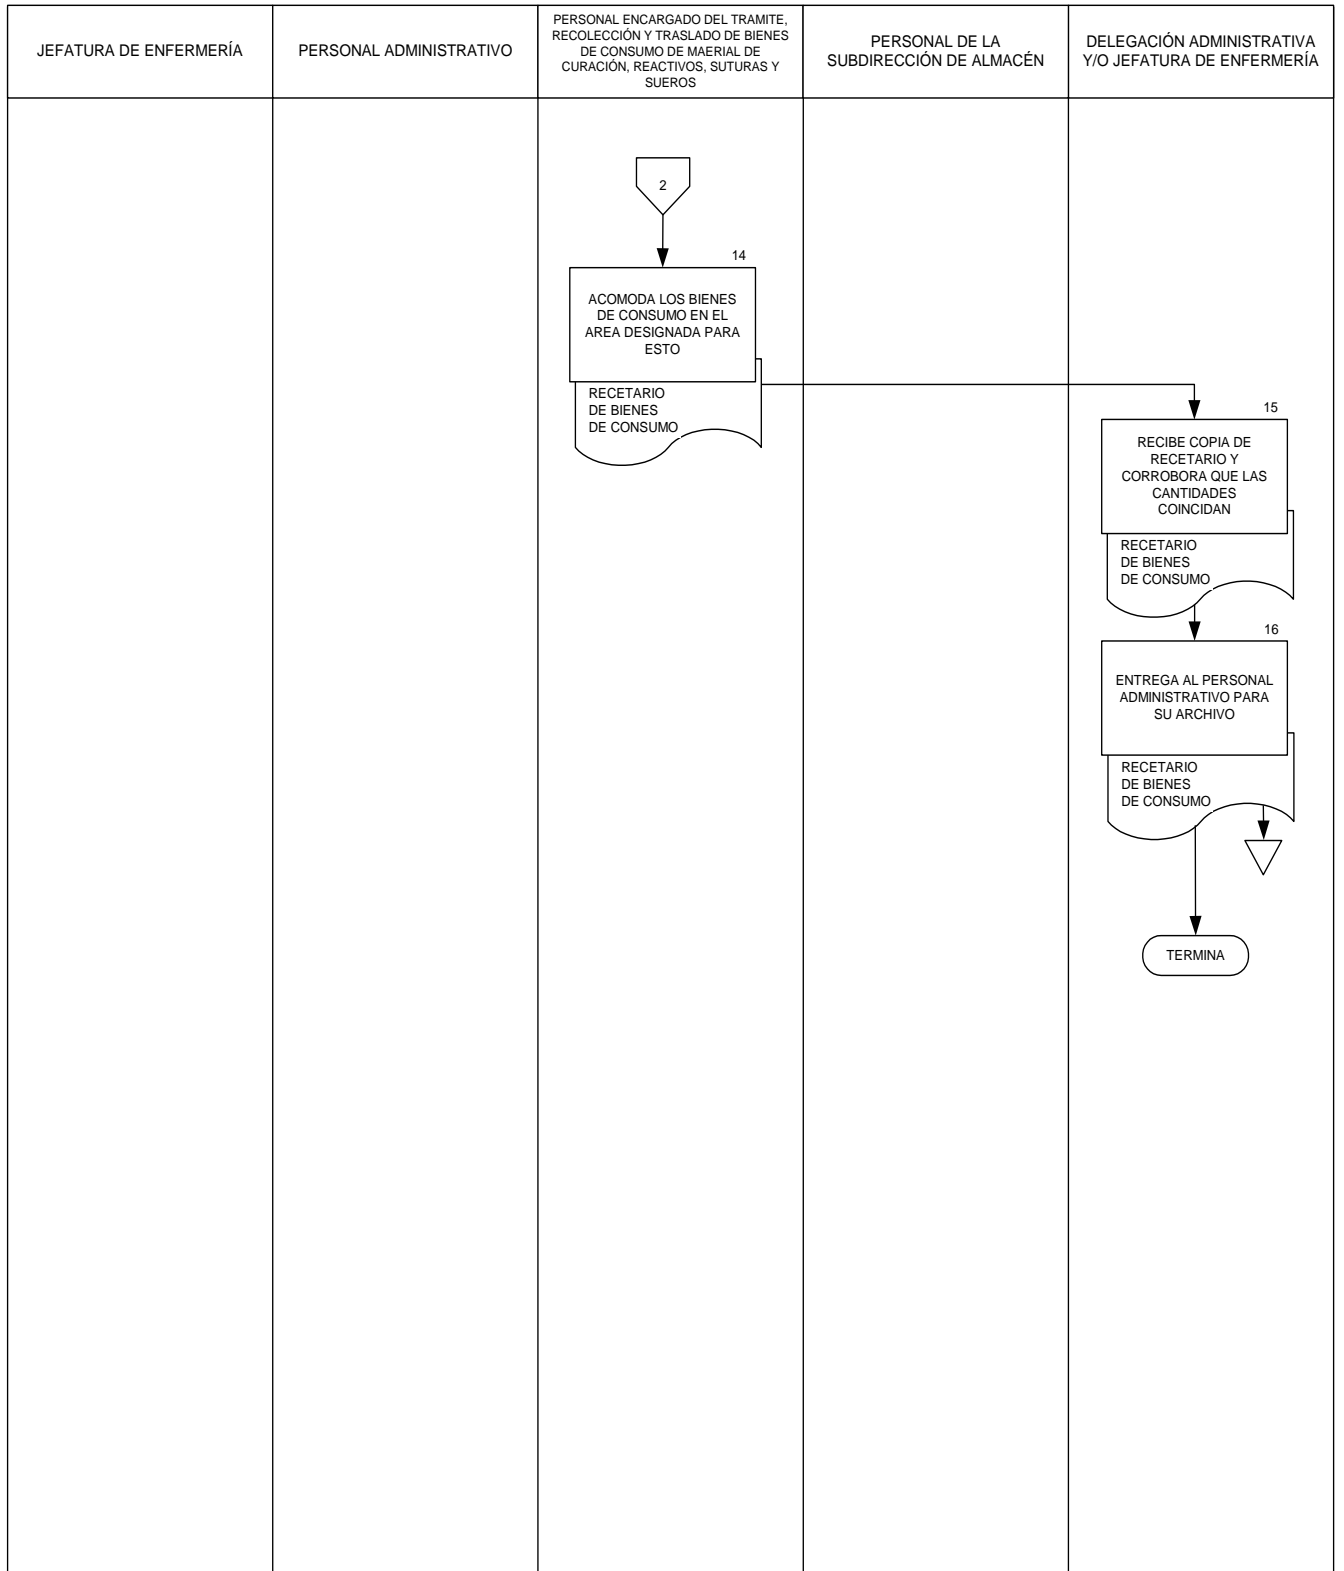 JEFATURA DE ENFERMERÍA
PERSONAL ADMINISTRATIVO
PERSONAL ENCARGADO DEL TRAMITE,
RECOLECCIÓN Y TRASLADO DE BIENES
DE CONSUMO DE MAERIAL DE
CURACIÓN, REACTIVOS, SUTURAS Y
SUEROS
PERSONAL DE LA
SUBDIRECCIÓN DE ALMACÉN
DELEGACIÓN ADMINISTRATIVA
Y/O JEFATURA DE ENFERMERÍA
2
14
ACOMODA LOS BIENES
DE CONSUMO EN EL
AREA DESIGNADA PARA
ESTO
RECETARIO
DE BIENES
DE CONSUMO
15
RECIBE COPIA DE
RECETARIO Y
CORROBORA QUE LAS
CANTIDADES
COINCIDAN
RECETARIO
DE BIENES
DE CONSUMO
16
ENTREGA AL PERSONAL
ADMINISTRATIVO PARA
SU ARCHIVO
RECETARIO
DE BIENES
DE CONSUMO
TERMINA